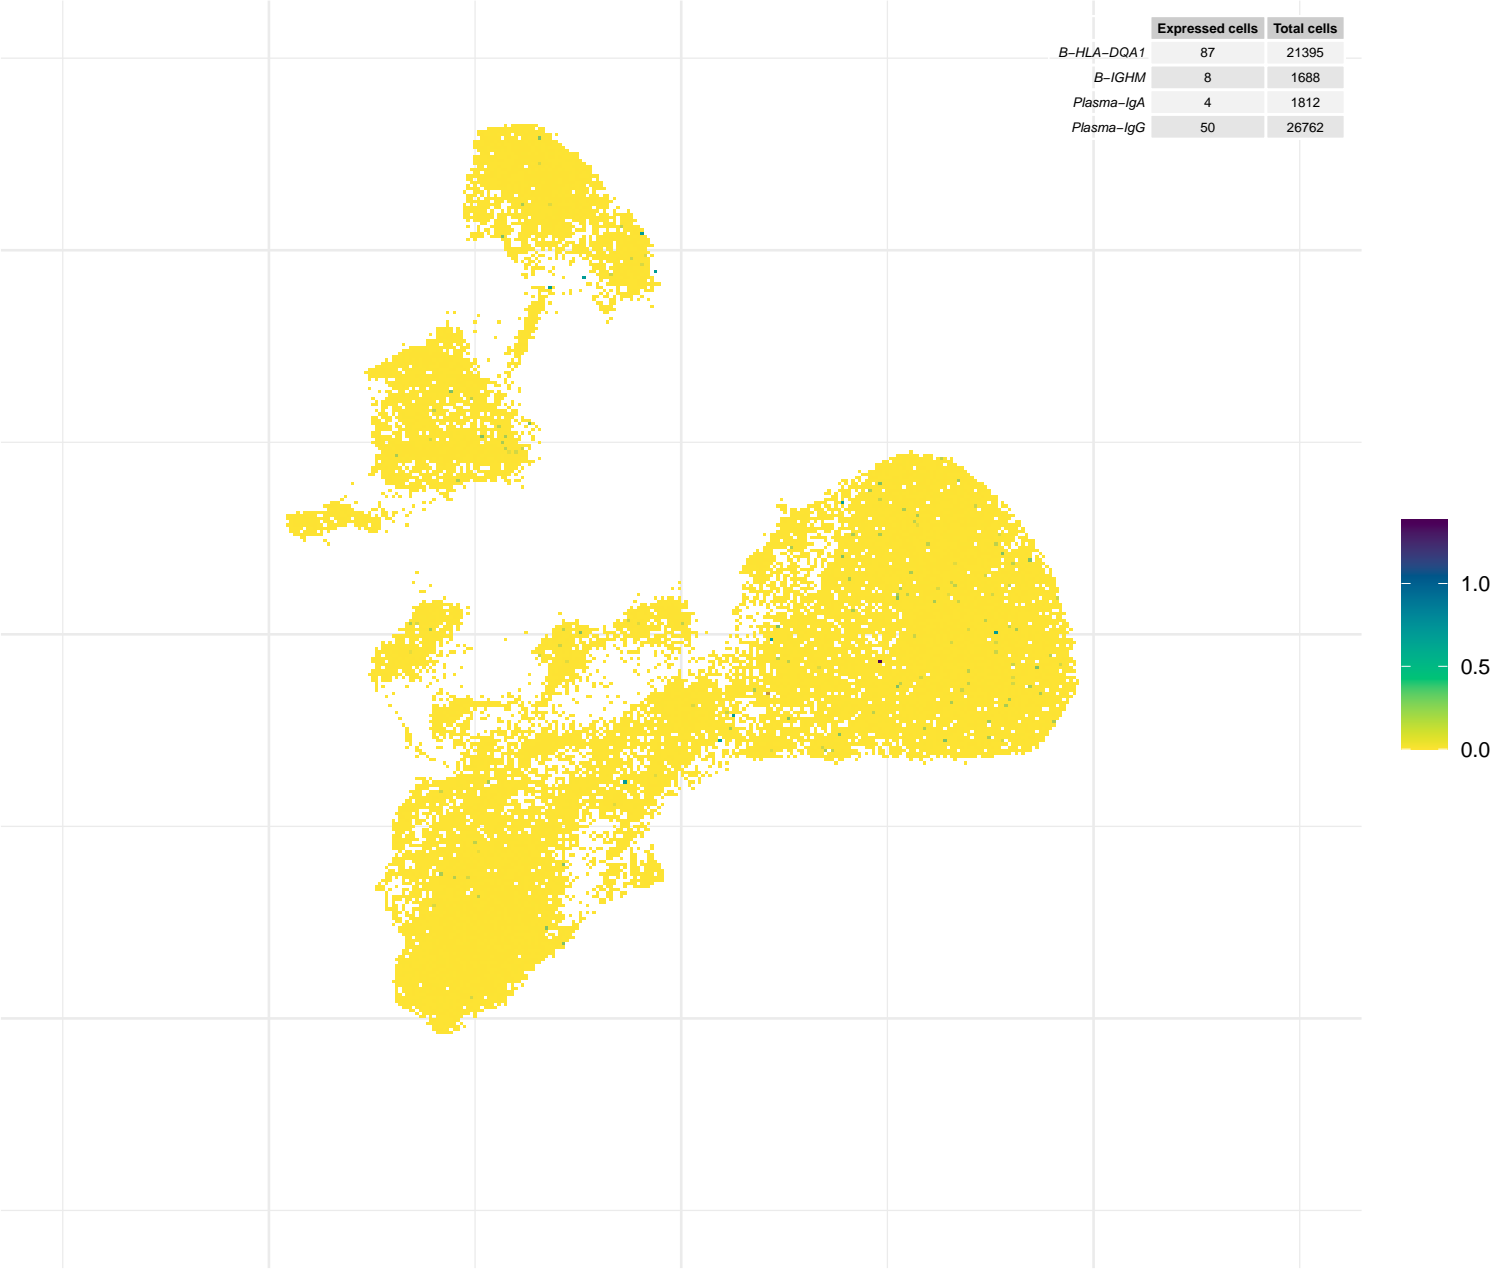 Expressed cells Total cells
B−HLA−DQA1 87 21395
B−IGHM 8 1688
Plasma−IgA 4 1812
Plasma−IgG 50 26762
1.0
0.5
0.0